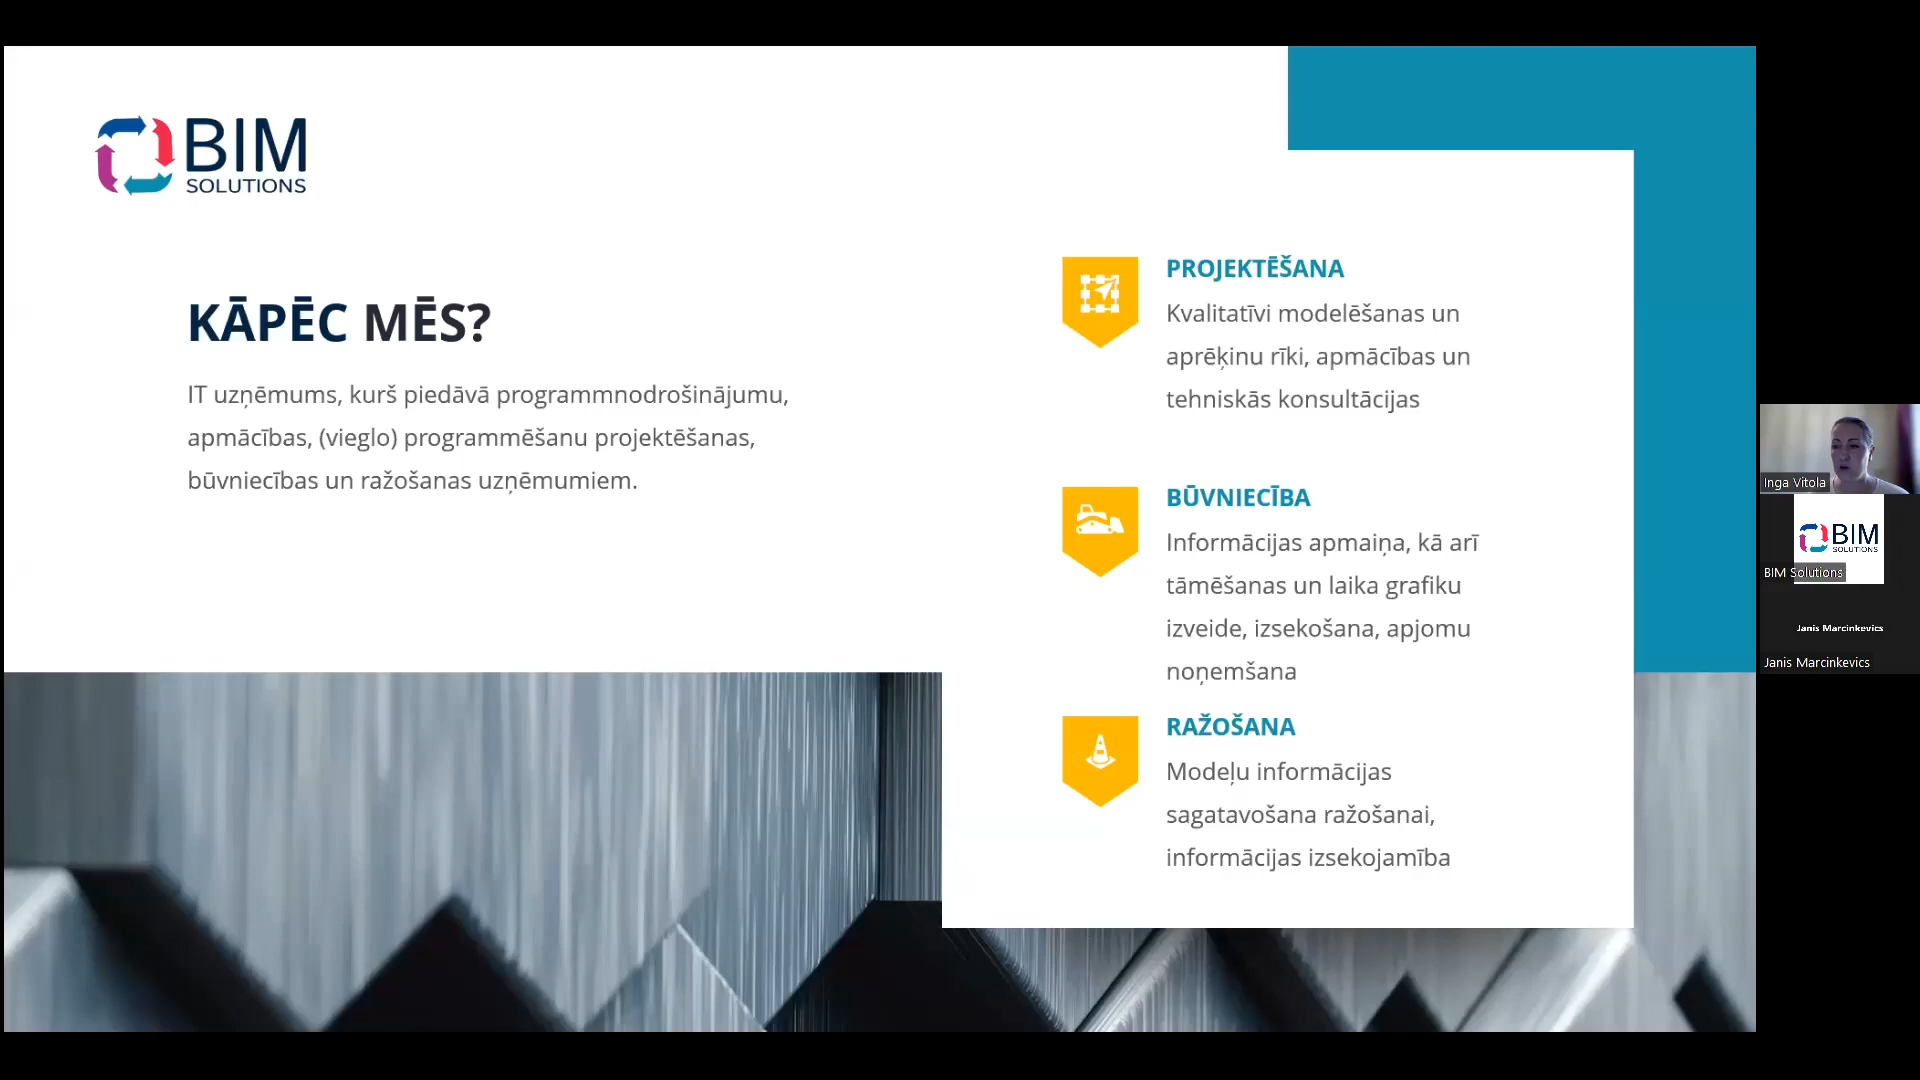 BIM
SOLUTIONS
KĀPĒC MĒS?
IT uzņēmums, kurš piedāvā programmnodrošinājumu,
apmācības, (vieglo) programmēšanu projektēšanas,
būvniecības un ražošanas uzņēmumiem.
PROJEKTĒŠANA
Kvalitatīvi modelēšanas un
aprēķinu rīki, apmācības un
tehniskās konsultācijas
BŪVNIECĪBA
Informācijas apmaiņa, kā arī
tāmēšanas un laika grafiku
izveide, izsekošana, apjomu
noņemšana
RAŽOŠANA
Modeļu informācijas
sagatavošana ražošanai,
informācijas izsekojamība
Inga Vitola
BIM
SOLUTIONS
BIM Solutions
Janis Marcinkevics
Janis Marcinkevics